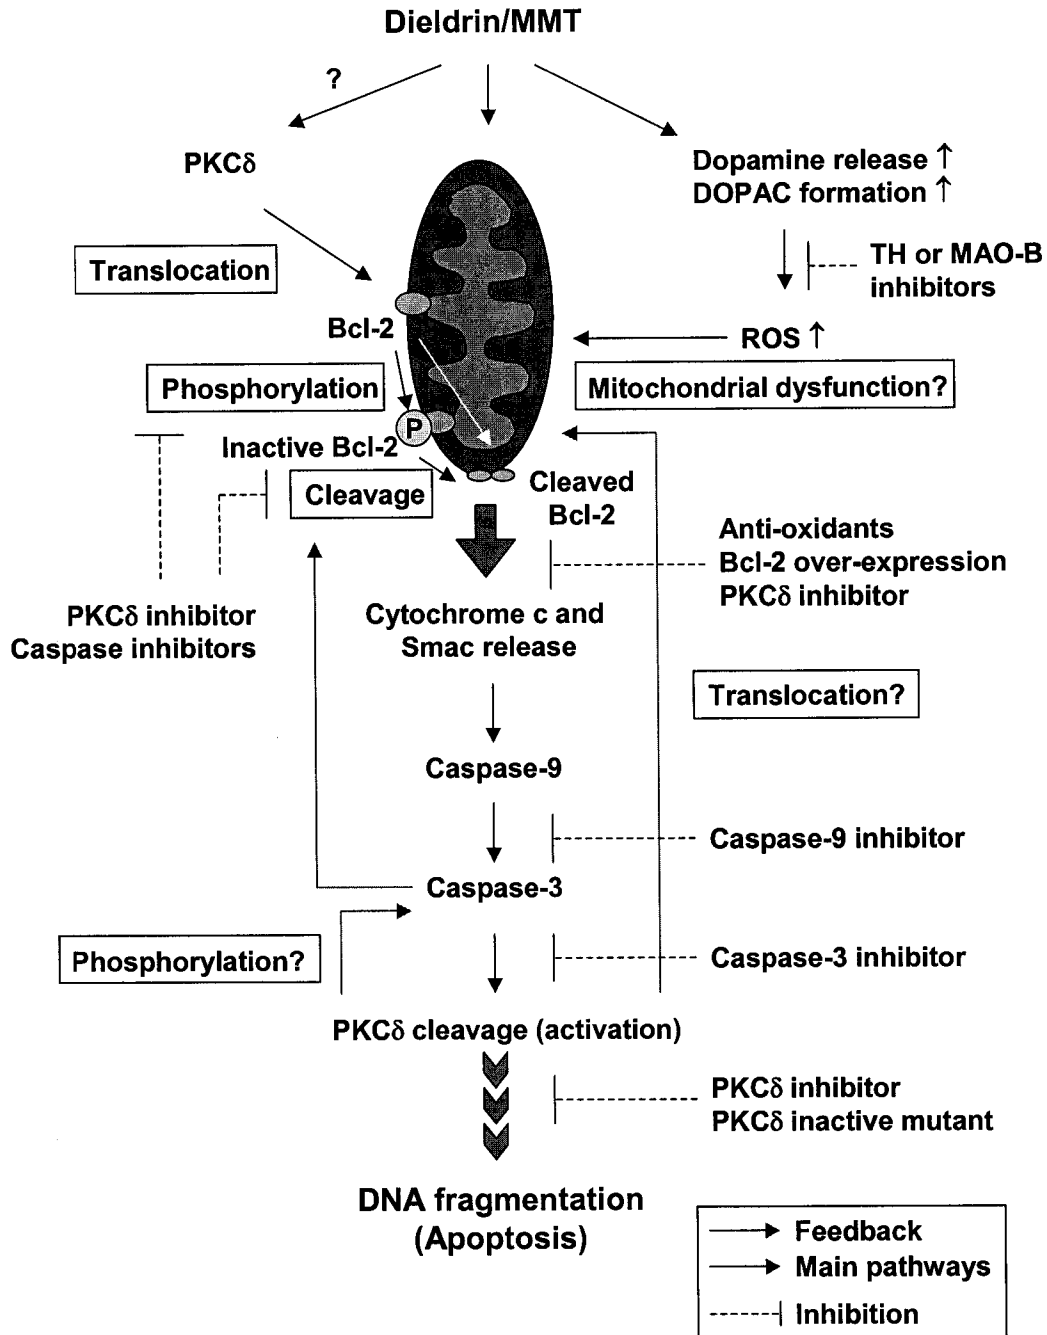 Dieldrin/MMT
?
PKCδ
Dopamine release ↑
DOPAC formation ↑
Translocation
TH or MAO-B
inhibitors
Bcl-2
ROS ↑
Phosphorylation
Mitochondrial dysfunction?
P
Inactive Bcl-2
Cleavage
Cleaved
Bcl-2
Anti-oxidants
Bcl-2 over-expression
PKCδ inhibitor
PKCδ inhibitor
Caspase inhibitors
Cytochrome c and
Smac release
Translocation?
Caspase-9
Caspase-9 inhibitor
Caspase-3
Phosphorylation?
Caspase-3 inhibitor
PKCδ cleavage (activation)
PKCδ inhibitor
PKCδ inactive mutant
DNA fragmentation
(Apoptosis)
Feedback
Main pathways
Inhibition